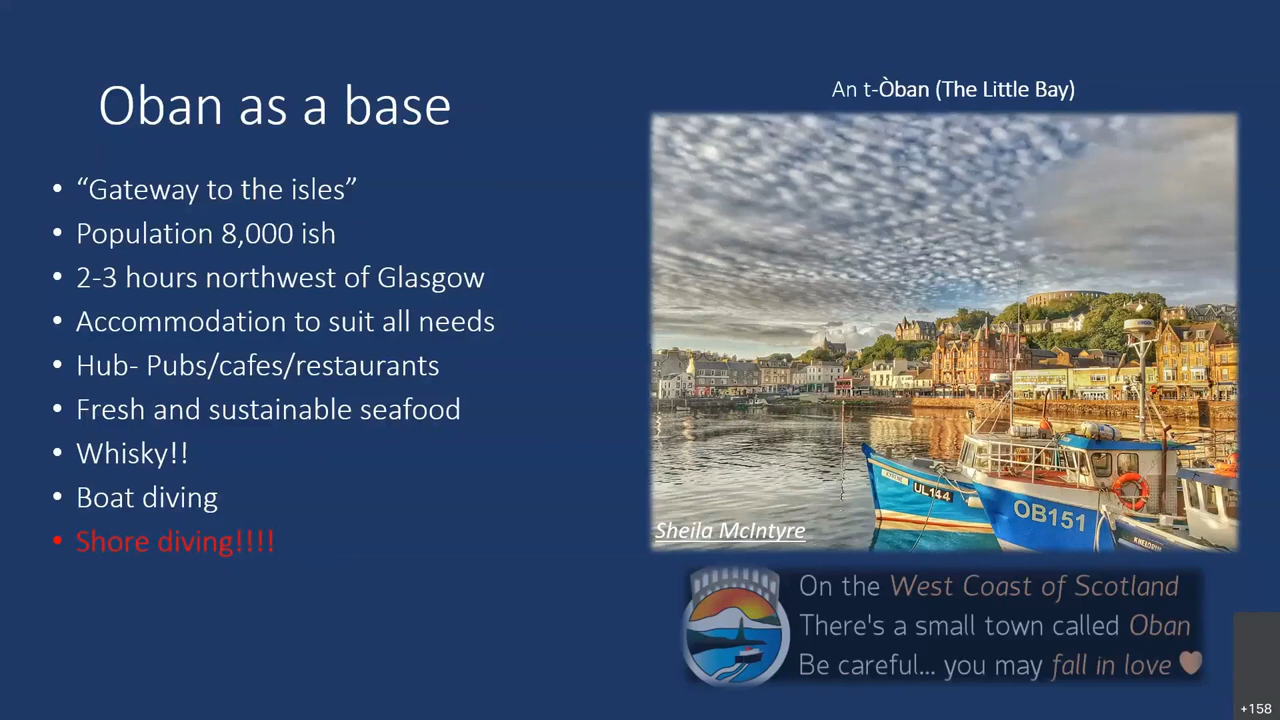 Oban as a base
• “Gateway to the isles”
• Population 8,000 ish
• 2-3 hours northwest of Glasgow
• Accommodation to suit all needs
• Hub- Pubs/cafes/restaurants
• Fresh and sustainable seafood
• Whisky!!
• Boat diving
• Shore diving!!!!
An t-Òban (The Little Bay)
UL144
OB151
Sheila McIntyre
On the West Coast of Scotland
There's a small town called Oban
Be careful... you may fall in love
+158